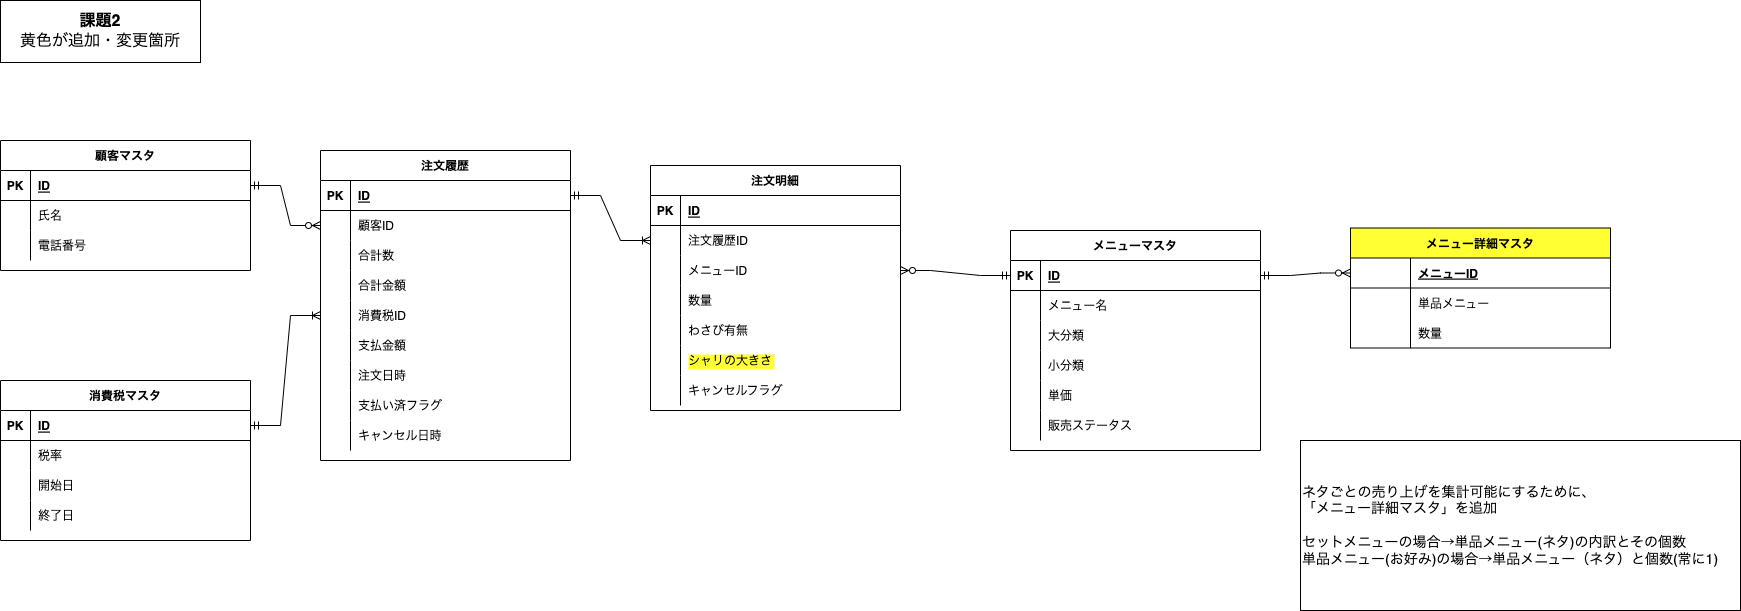 課題2
黄色が追加・変更箇所
顧客マスタ
PK ID
氏名
電話番号
消費税マスタ
PK ID
税率
開始日
終了日
注文履歴
PK ID
顧客ID
合計数
合計金額
消費税ID
支払金額
注文日時
支払い済フラグ
キャンセル日時
注文明細
PK ID
注文履歴ID
メニューID
数量
わさび有無
シャリの大きさ
キャンセルフラグ
メニューマスタ
PK ID
メニュー名
大分類
小分類
単価
販売ステータス
メニュー詳細マスタ
メニューID
単品メニュー
数量
ネタごとの売り上げを集計可能にするために、
「メニュー詳細マスタ」を追加
セットメニューの場合→単品メニュー(ネタ)の内訳とその個数
単品メニュー(お好み)の場合→単品メニュー（ネタ）と個数(常に1)